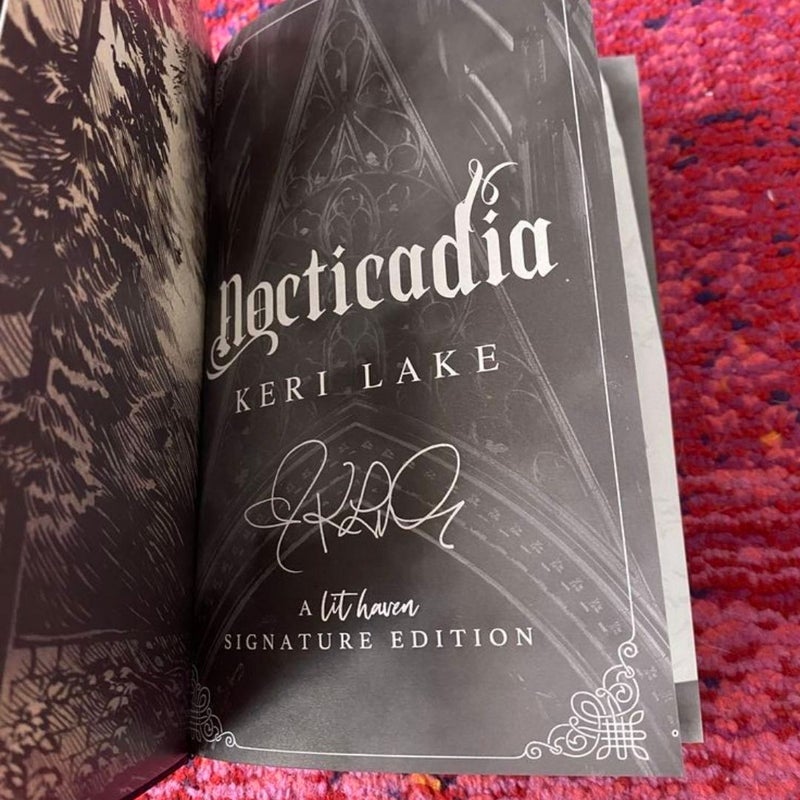 Nocticadia
KERI LAKE
A lit haven
SIGNATURE EDITION